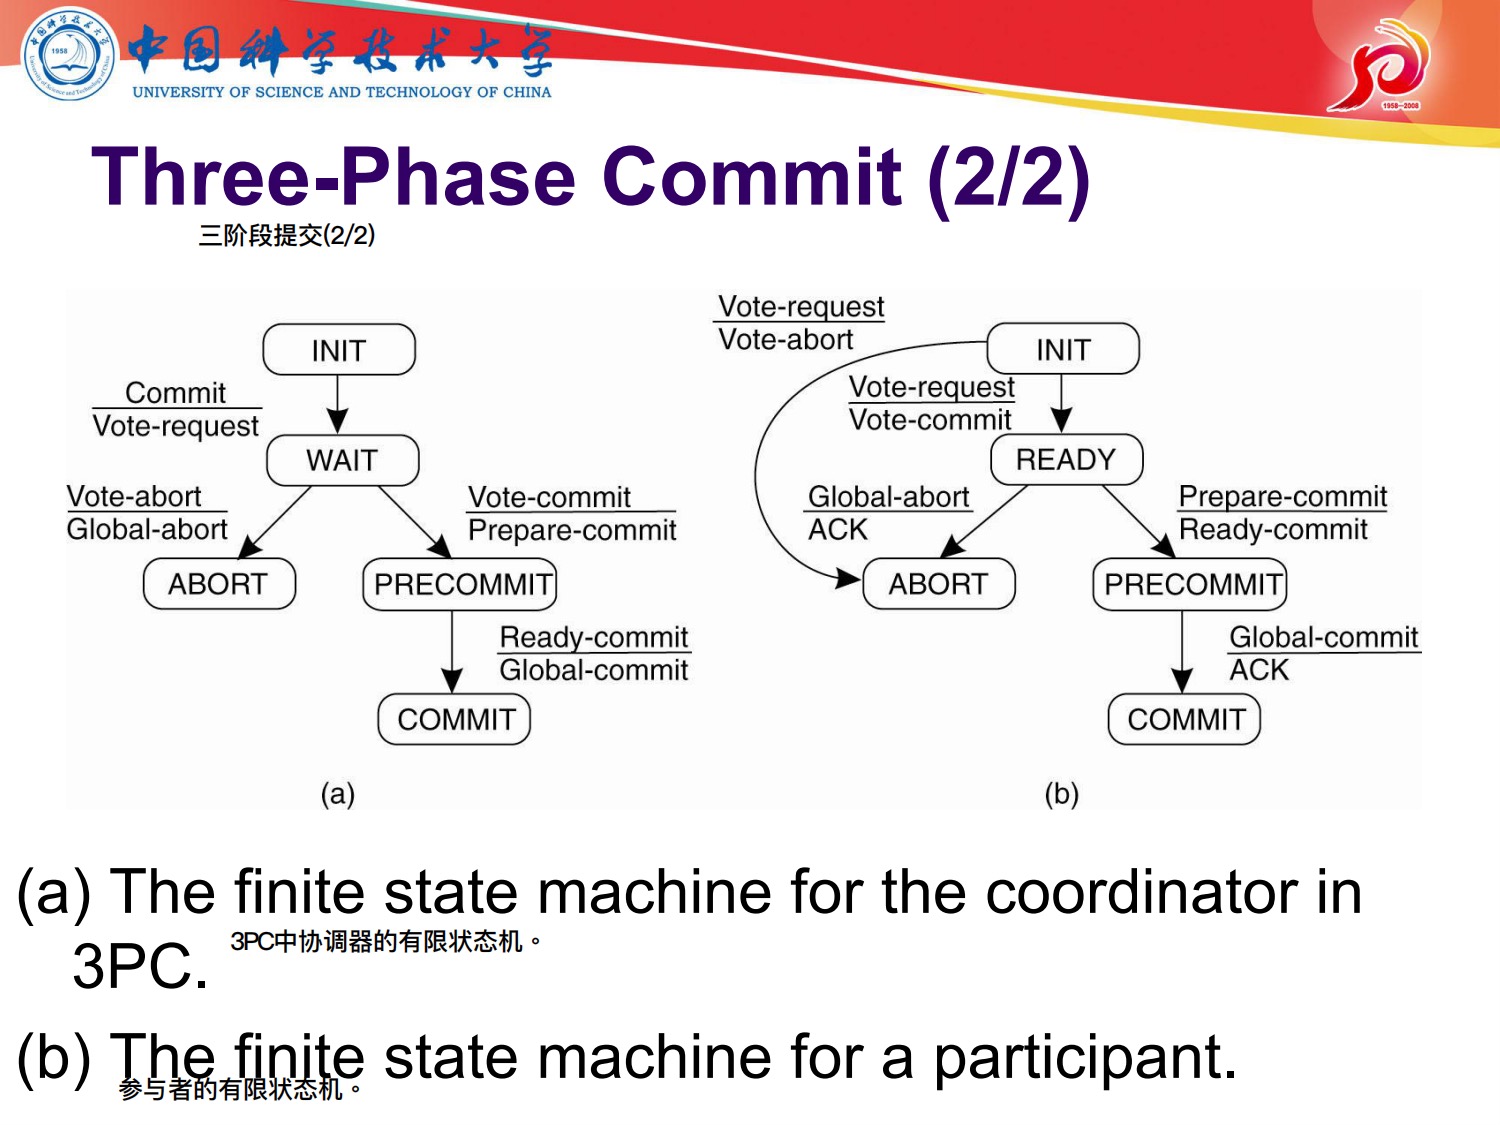 中国科学技术大学
UNIVERSITY OF SCIENCE AND TECHNOLOGY OF CHINA
1958
1958—2008
Three-Phase Commit (2/2)
三阶段提交(2/2)
INIT
Commit
Vote-request
WAIT
Vote-abort
Global-abort
Vote-commit
Prepare-commit
ABORT
PRECOMMIT
Ready-commit
Global-commit
COMMIT
(a)
Vote-request
Vote-abort
INIT
Vote-request
Vote-commit
READY
Global-abort
ACK
Prepare-commit
Ready-commit
ABORT
PRECOMMIT
Global-commit
ACK
COMMIT
(b)
(a) The finite state machine for the coordinator in
3PC.
3PC中协调器的有限状态机。
(b) The finite state machine for a participant.
参与者的有限状态机。